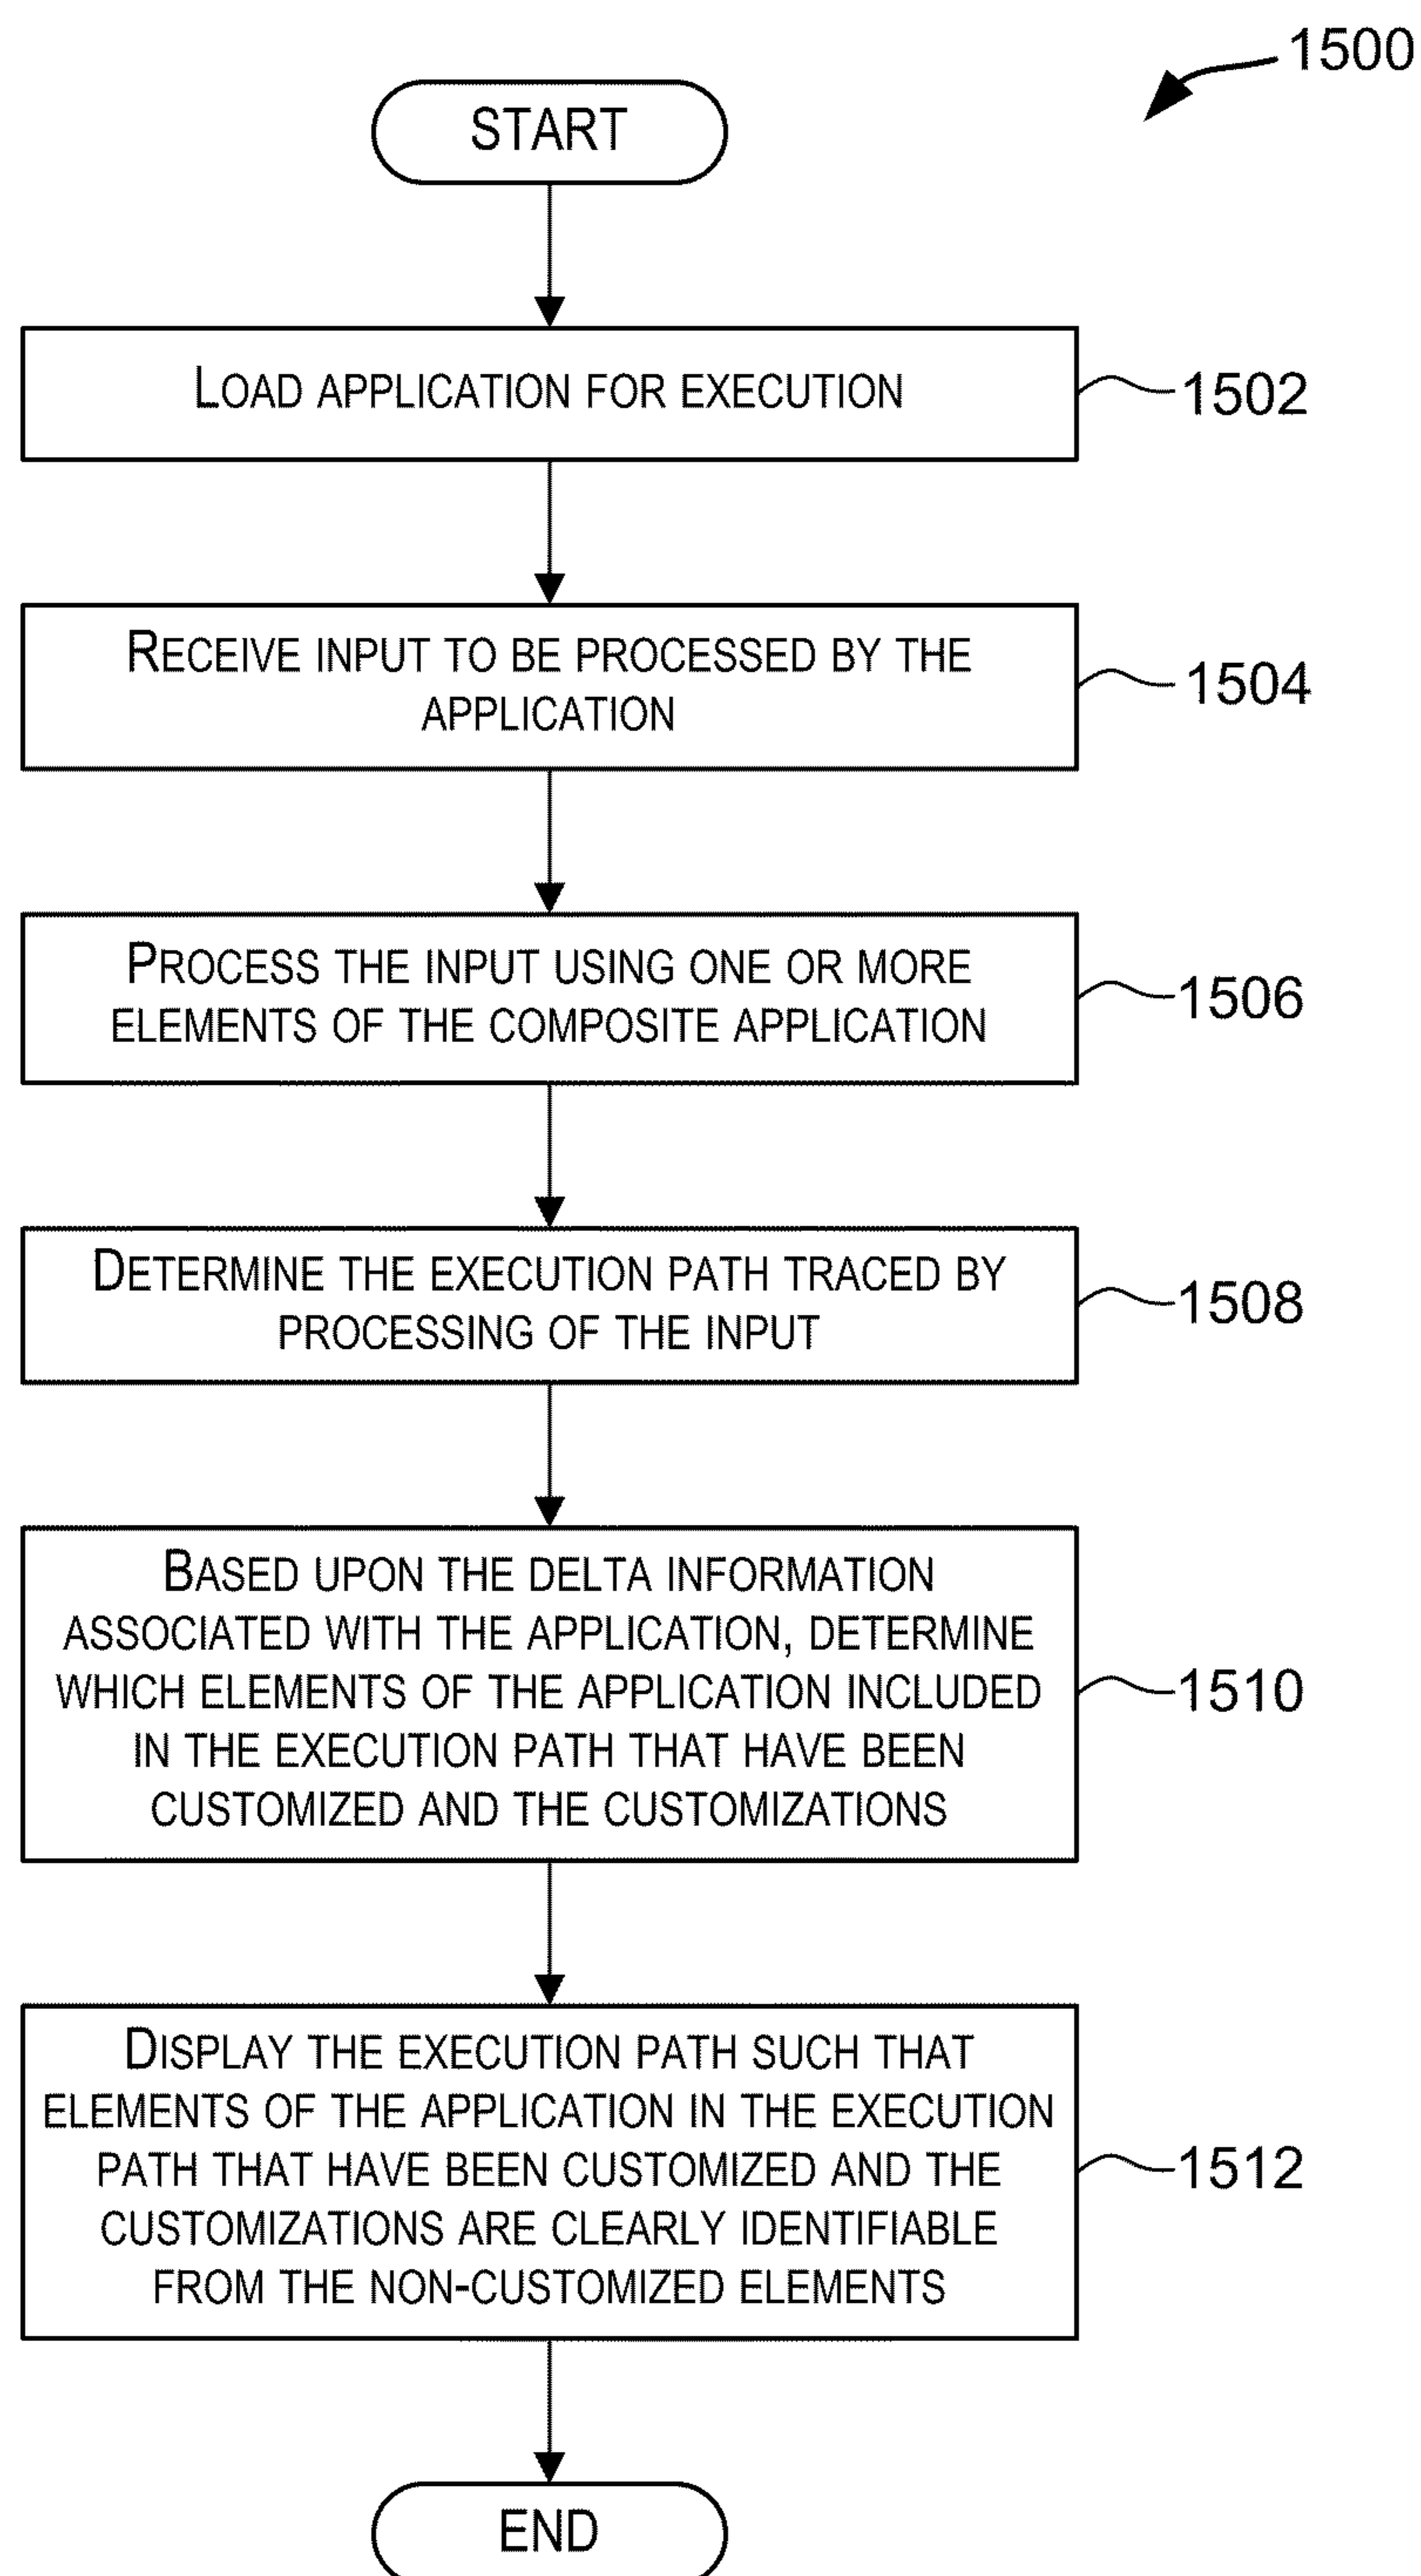 1500
START
LOAD APPLICATION FOR EXECUTION
1502
RECEIVE INPUT TO BE PROCESSED BY THE
APPLICATION
1504
PROCESS THE INPUT USING ONE OR MORE
ELEMENTS OF THE COMPOSITE APPLICATION
1506
DETERMINE THE EXECUTION PATH TRACED BY
PROCESSING OF THE INPUT
1508
BASED UPON THE DELTA INFORMATION
ASSOCIATED WITH THE APPLICATION, DETERMINE
WHICH ELEMENTS OF THE APPLICATION INCLUDED
IN THE EXECUTION PATH THAT HAVE BEEN
CUSTOMIZED AND THE CUSTOMIZATIONS
1510
DISPLAY THE EXECUTION PATH SUCH THAT
ELEMENTS OF THE APPLICATION IN THE EXECUTION
PATH THAT HAVE BEEN CUSTOMIZED AND THE
CUSTOMIZATIONS ARE CLEARLY IDENTIFIABLE
FROM THE NON-CUSTOMIZED ELEMENTS
1512
END